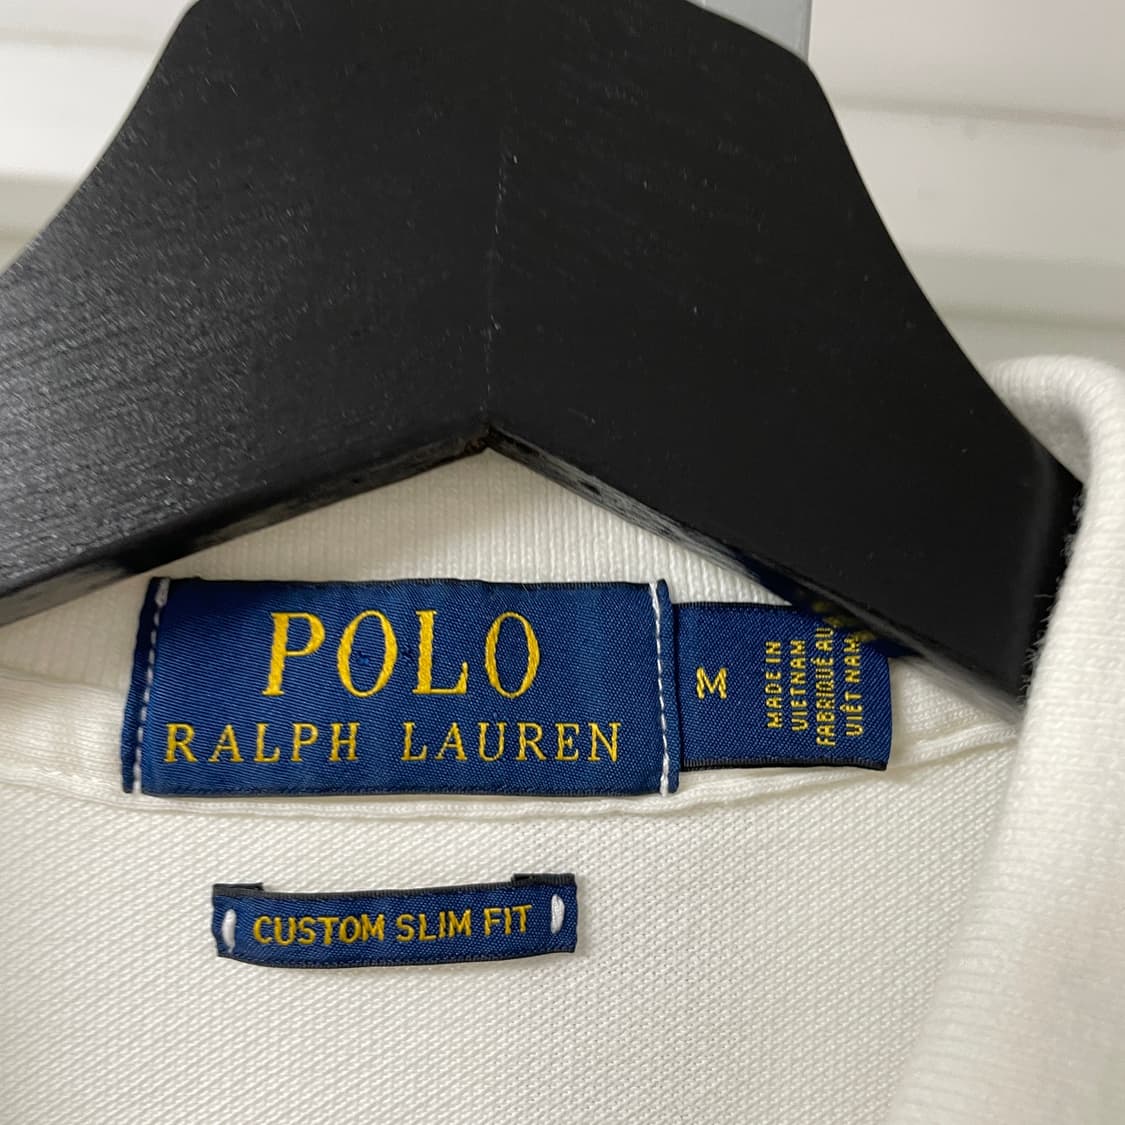 POLO
RALPH LAUREN
M
MADE IN
VIETNAM
FABRIQUÉ AU
VIÊT NAM
CUSTOM SLIM FIT